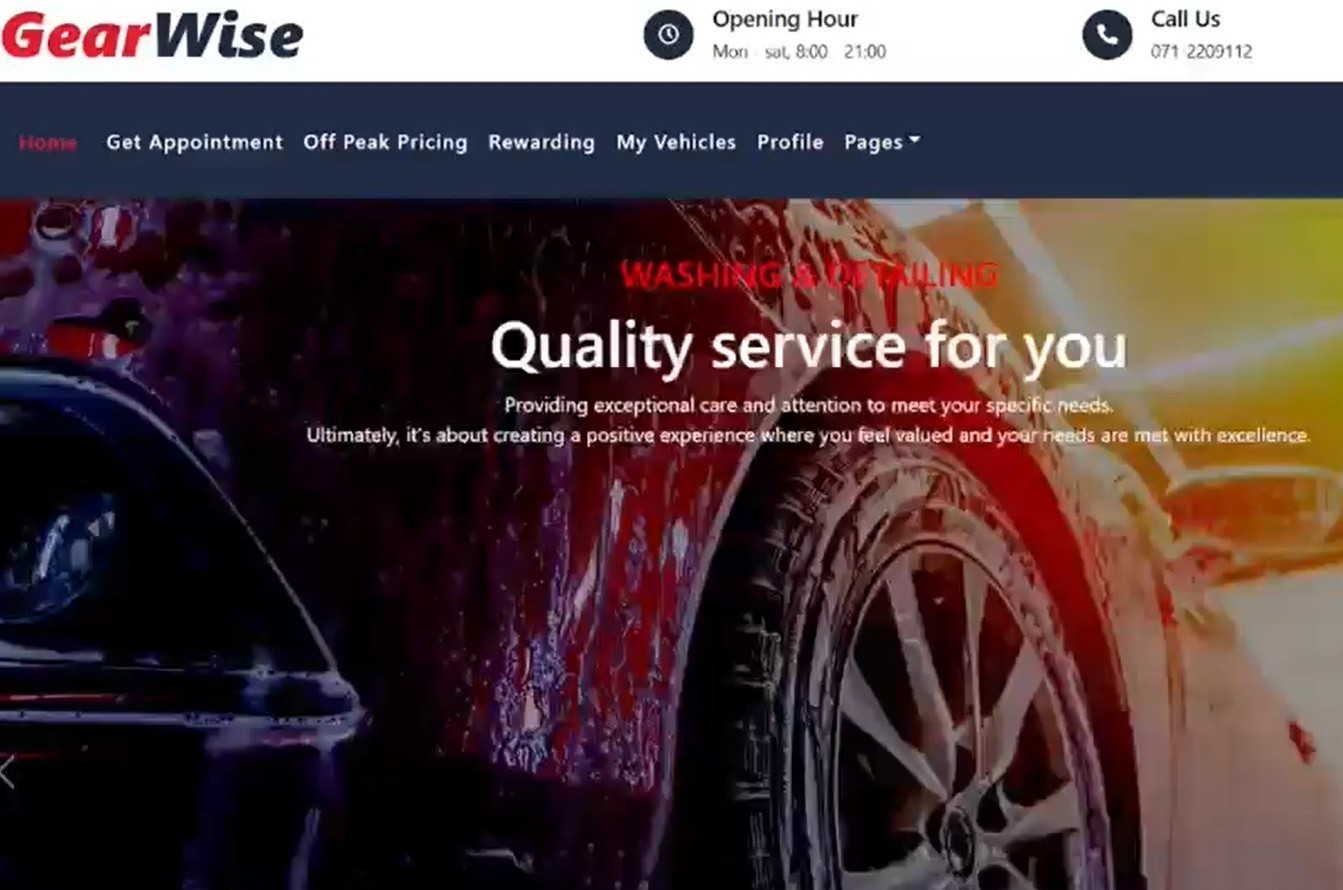 GearWise
Opening Hour
Mon - sat, 8:00 - 21:00
Call Us
071-2209112
Home Get Appointment Off Peak Pricing Rewarding My Vehicles Profile Pages
WASHING & DETAILING
Quality service for you
Providing exceptional care and attention to meet your specific needs.
Ultimately, it's about creating a positive experience where you feel valued and your needs are met with excellence.